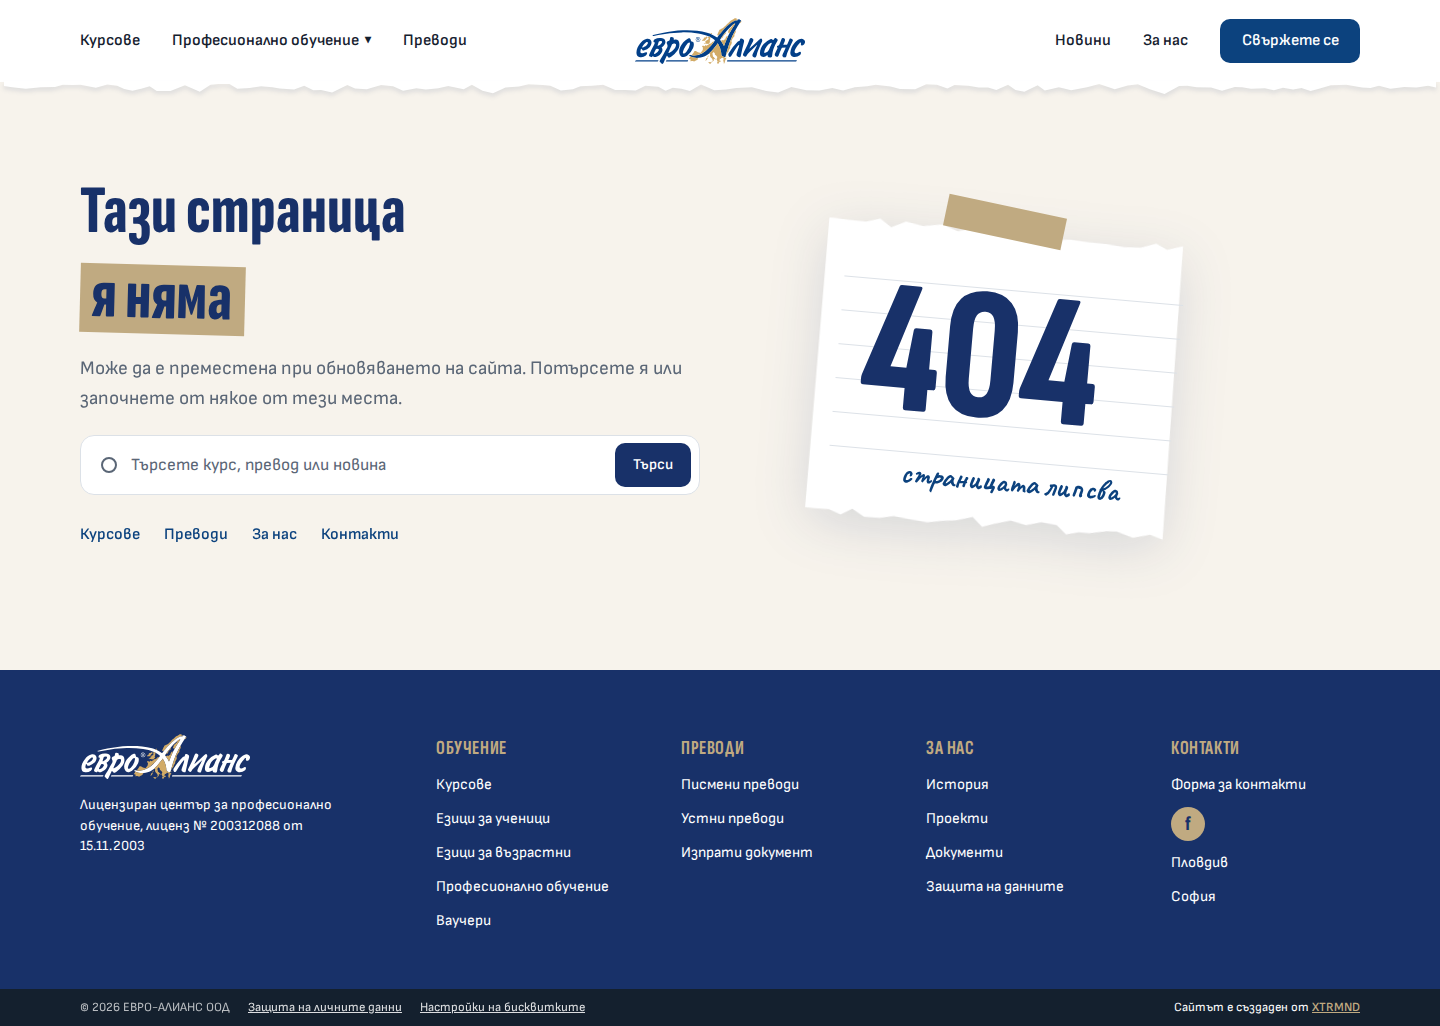 Курсове
Професионално обучение ▾
Преводи
евроАлианс
Новини
За нас
Свържете се
Тази страница
я няма
Може да е преместена при обновяването на сайта. Потърсете я или
започнете от някое от тези места.
Търсете курс, превод или новина
Търси
Курсове
Преводи
За нас
Контакти
404
страницата липсва
евроАлианс
Лицензиран център за професионално
обучение, лиценз № 200312088 от
15.11.2003
ОБУЧЕНИЕ
Курсове
Езици за ученици
Езици за възрастни
Професионално обучение
Ваучери
ПРЕВОДИ
Писмени преводи
Устни преводи
Изпрати документ
ЗА НАС
История
Проекти
Документи
Защита на данните
КОНТАКТИ
Форма за контакти
f
Пловдив
София
© 2026 ЕВРО-АЛИАНС ООД
Защита на личните данни
Настройки на бисквитките
Сайтът е създаден от XTRMND